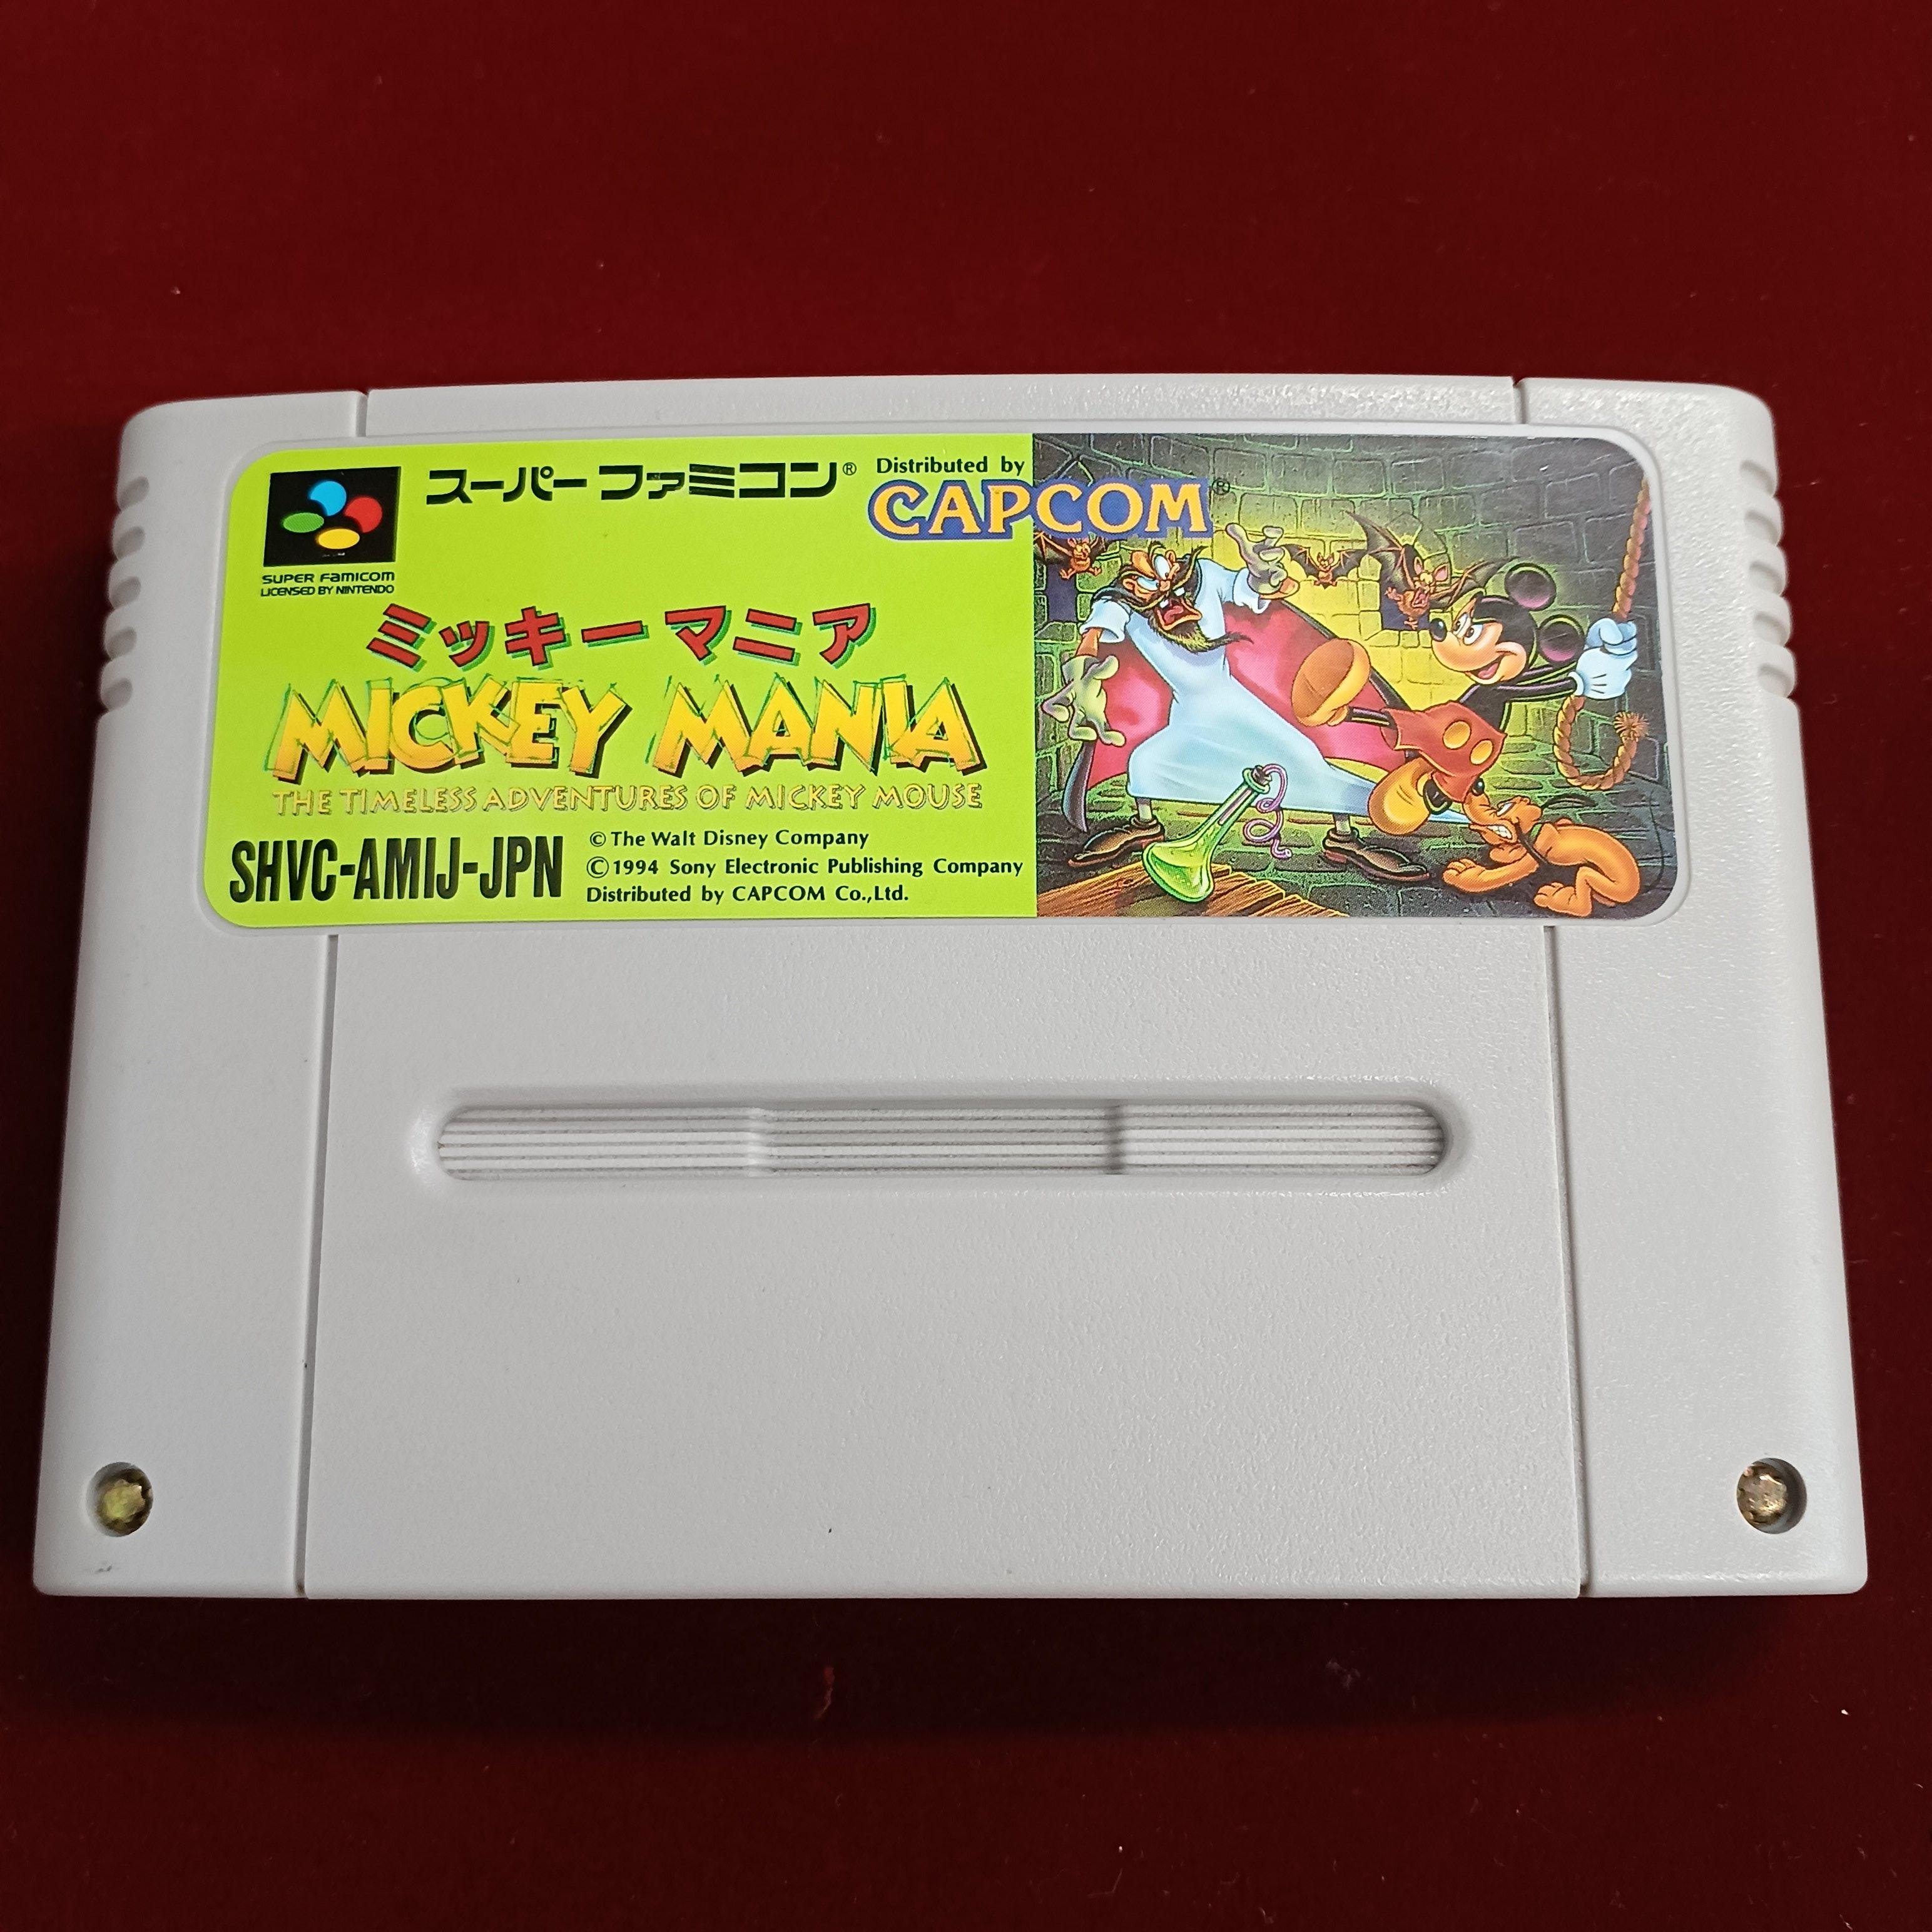 スーパーファミコン®
Distributed by
CAPCOM®
SUPER FAMICOM
LICENSED BY NINTENDO
ミッキーマニア
MICKEY MANIA
THE TIMELESS ADVENTURES OF MICKEY MOUSE
SHVC-AMIJ-JPN
© The Walt Disney Company
© 1994 Sony Electronic Publishing Company
Distributed by CAPCOM Co.,Ltd.